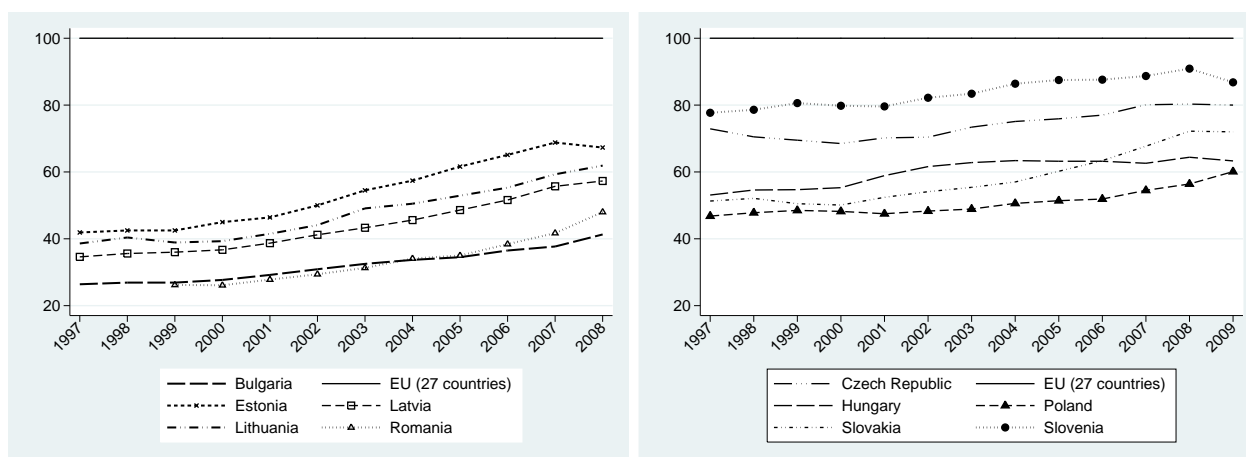 100
80
60
40
20
1997 1998 1999 2000 2001 2002 2003 2004 2005 2006 2007 2008
Bulgaria EU (27 countries)
Estonia Latvia
Lithuania Romania
100
80
60
40
20
1997 1998 1999 2000 2001 2002 2003 2004 2005 2006 2007 2008 2009
Czech Republic EU (27 countries)
Hungary Poland
Slovakia Slovenia